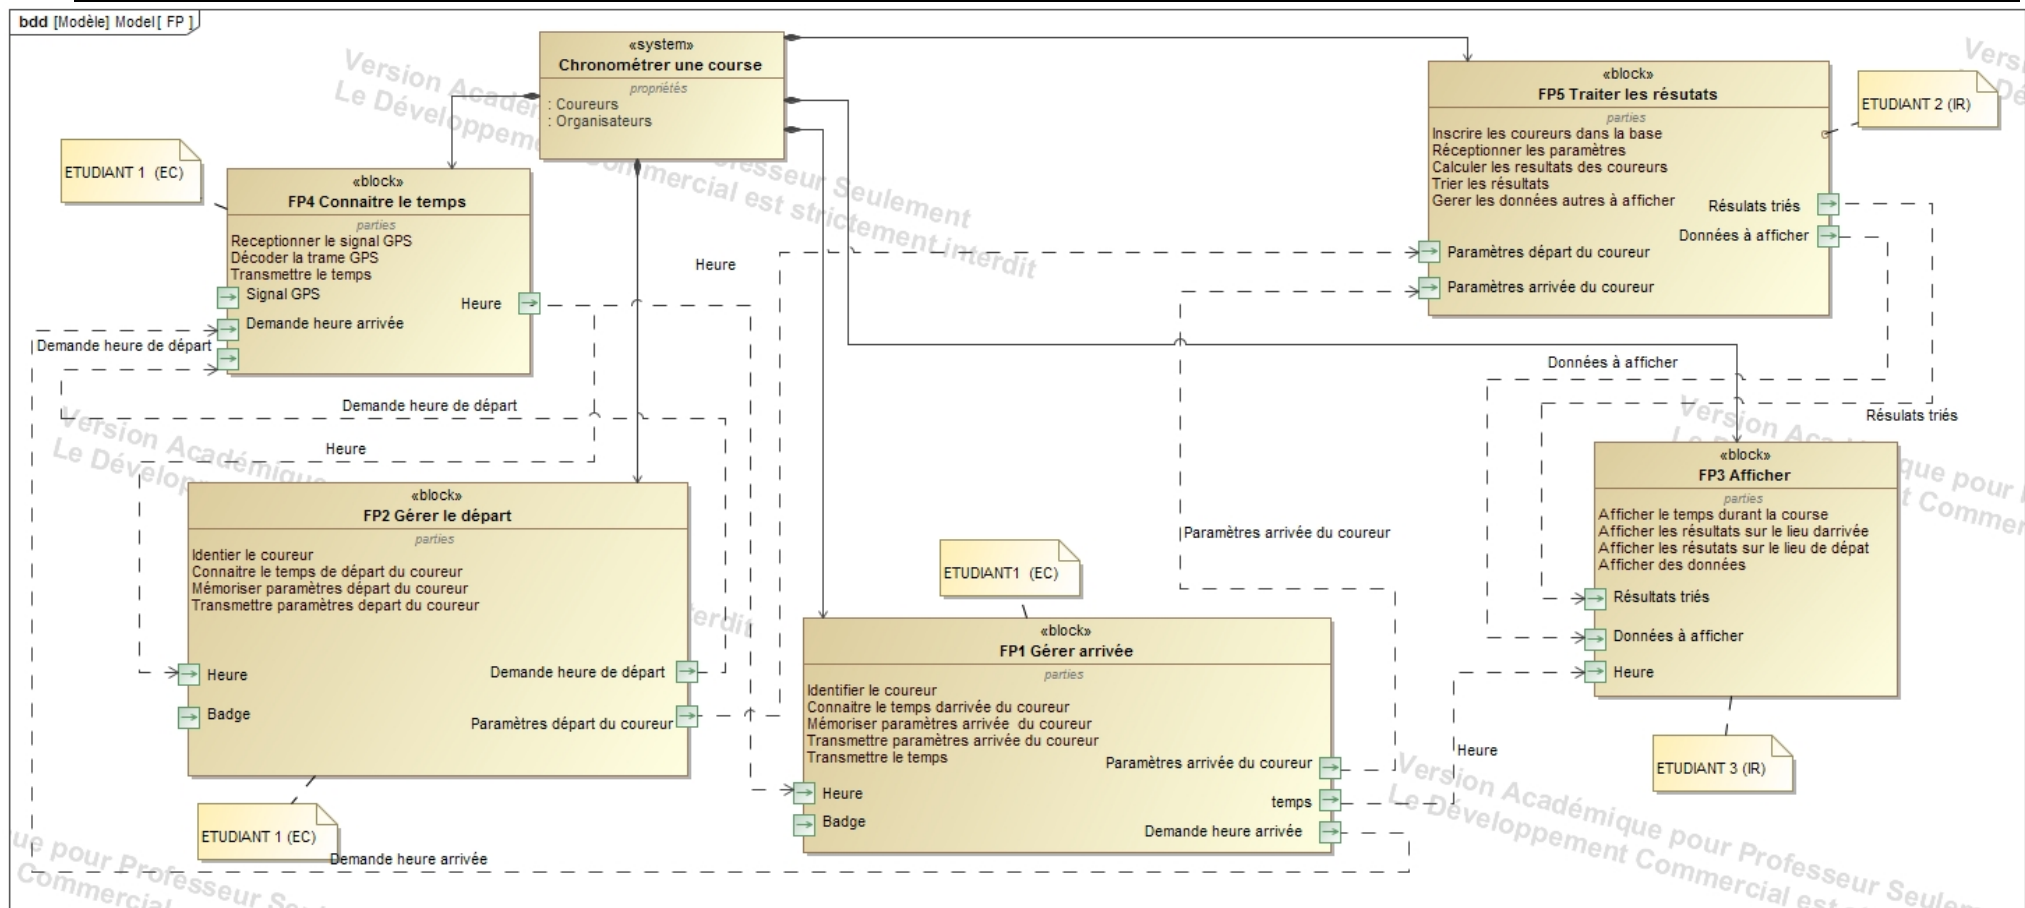 bdd [Modèle] Model[ FP ]
«system»
Chronométrer une course
propriétés
: Coureurs
: Organisateurs
«block»
FP5 Traiter les résutats
parties
Inscrire les coureurs dans la base
Réceptionner les paramètres
Calculer les resultats des coureurs
Trier les résultats
Gerer les données autres à afficher
Résulats triés
Données à afficher
Paramètres départ du coureur
Paramètres arrivée du coureur
ETUDIANT 2 (IR)
ETUDIANT 1 (EC)
«block»
FP4 Connaitre le temps
parties
Receptionner le signal GPS
Décoder la trame GPS
Transmettre le temps
Signal GPS
Heure
Demande heure arrivée
Demande heure de départ
Heure
Demande heure de départ
Heure
Données à afficher
Résulats triés
«block»
FP2 Gérer le départ
parties
Identier le coureur
Connaitre le temps de départ du coureur
Mémoriser paramètres départ du coureur
Transmettre paramètres depart du coureur
Heure
Demande heure de départ
Badge
Paramètres départ du coureur
ETUDIANT 1 (EC)
Demande heure arrivée
ETUDIANT1 (EC)
Paramètres arrivée du coureur
«block»
FP1 Gérer arrivée
parties
Identifier le coureur
Connaitre le temps darrivée du coureur
Mémoriser paramètres arrivée du coureur
Transmettre paramètres arrivée du coureur
Transmettre le temps
Paramètres arrivée du coureur
Heure
temps
Badge
Demande heure arrivée
«block»
FP3 Afficher
parties
Afficher le temps durant la course
Afficher les résultats sur le lieu darrivée
Afficher les résutats sur le lieu de dépat
Afficher des données
Résultats triés
Données à afficher
Heure
Heure
ETUDIANT 3 (IR)
Version Académique pour Professeur Seulement
Le Développement Commercial est strictement interdit